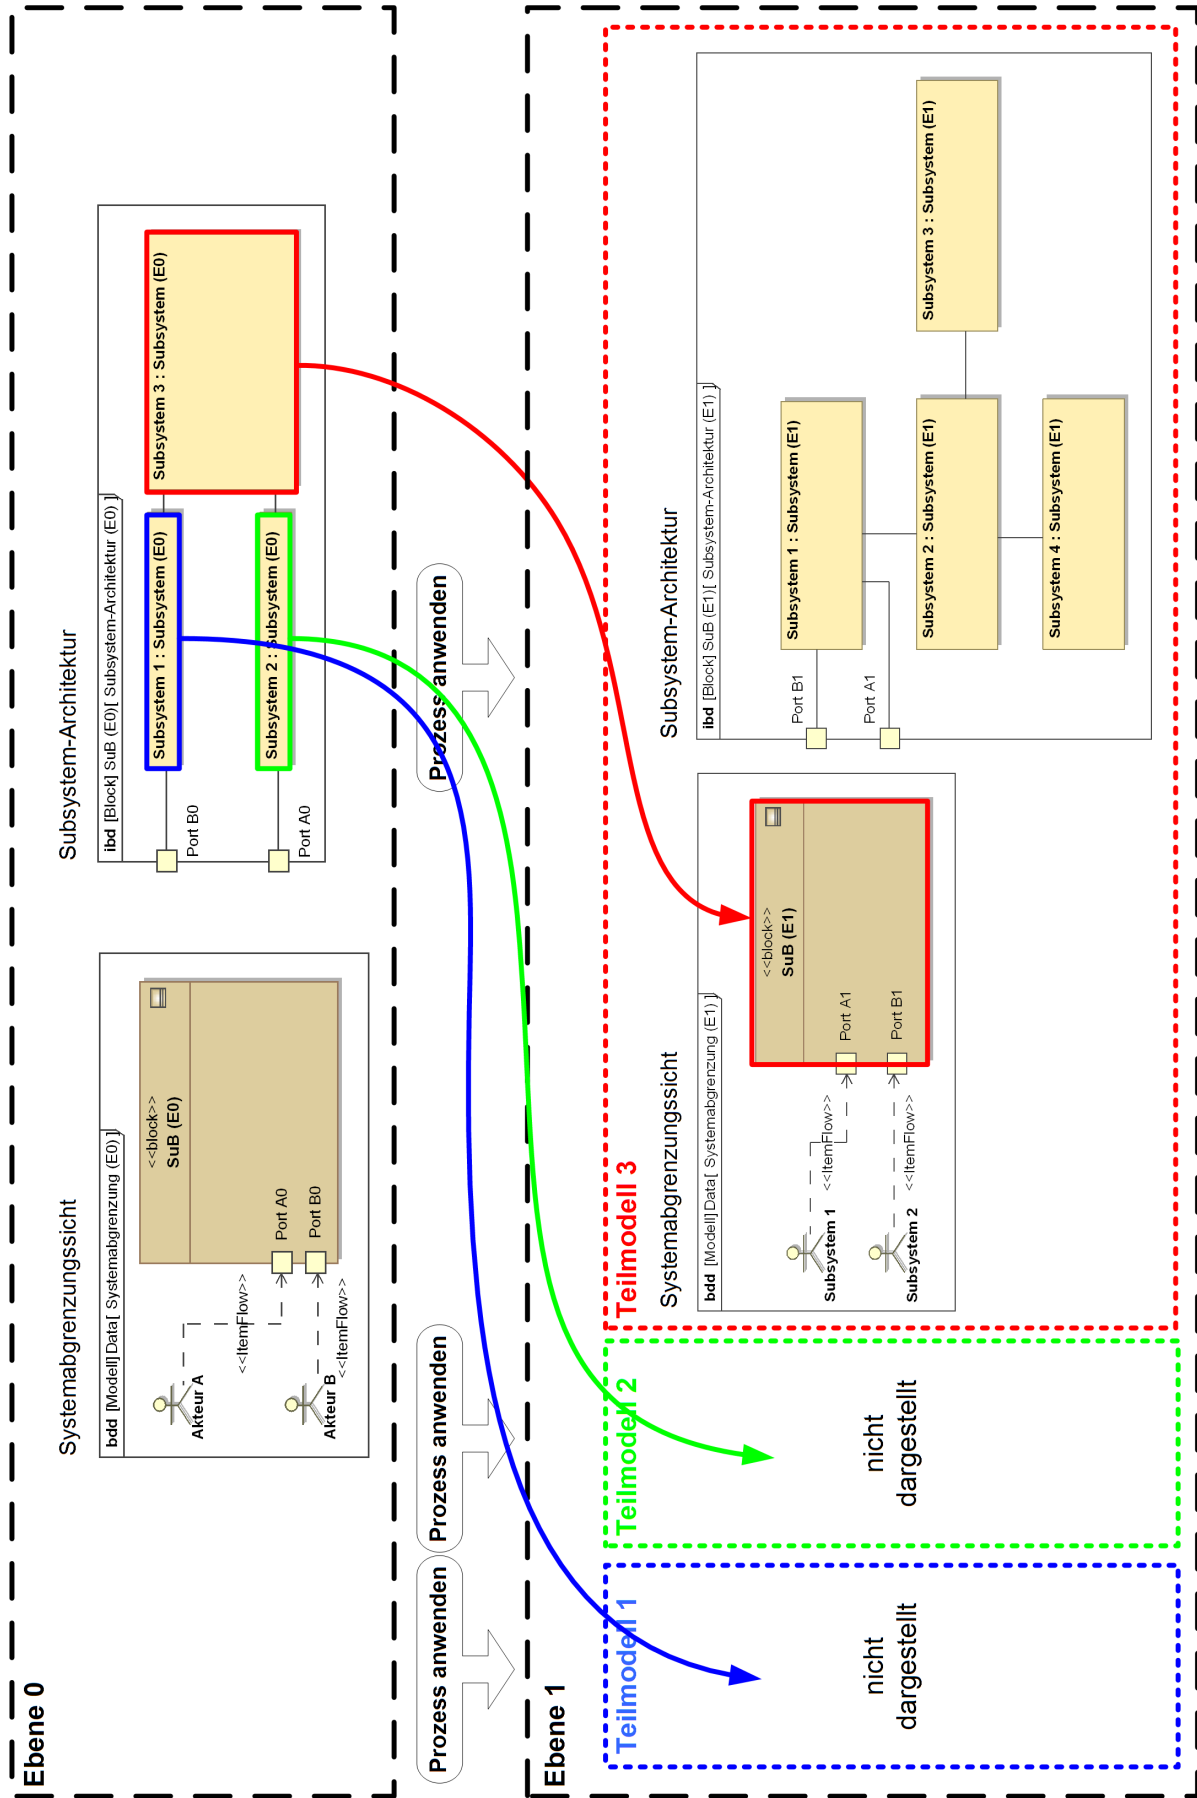 Ebene 0
Systemabgrenzungssicht
bdd [Modell] Data[ Systemabgrenzung (E0) ]
Akteur A
Akteur B
<<ItemFlow>>
<<ItemFlow>>
<<block>>
SuB (E0)
Port A0
Port B0
Subsystem-Architektur
ibd [Block] SuB (E0)[ Subsystem-Architektur (E0) ]
Port B0
Port A0
Subsystem 1 : Subsystem (E0)
Subsystem 2 : Subsystem (E0)
Subsystem 3 : Subsystem (E0)
Prozess anwenden
Prozess anwenden
Prozess anwenden
Ebene 1
Teilmodell 1
nicht
dargestellt
Teilmodell 2
nicht
dargestellt
Teilmodell 3
Systemabgrenzungssicht
bdd [Modell] Data[ Systemabgrenzung (E1) ]
Subsystem 1
Subsystem 2
<<ItemFlow>>
<<ItemFlow>>
<<block>>
SuB (E1)
Port A1
Port B1
Subsystem-Architektur
ibd [Block] SuB (E1)[ Subsystem-Architektur (E1) ]
Port B1
Port A1
Subsystem 1 : Subsystem (E1)
Subsystem 2 : Subsystem (E1)
Subsystem 3 : Subsystem (E1)
Subsystem 4 : Subsystem (E1)